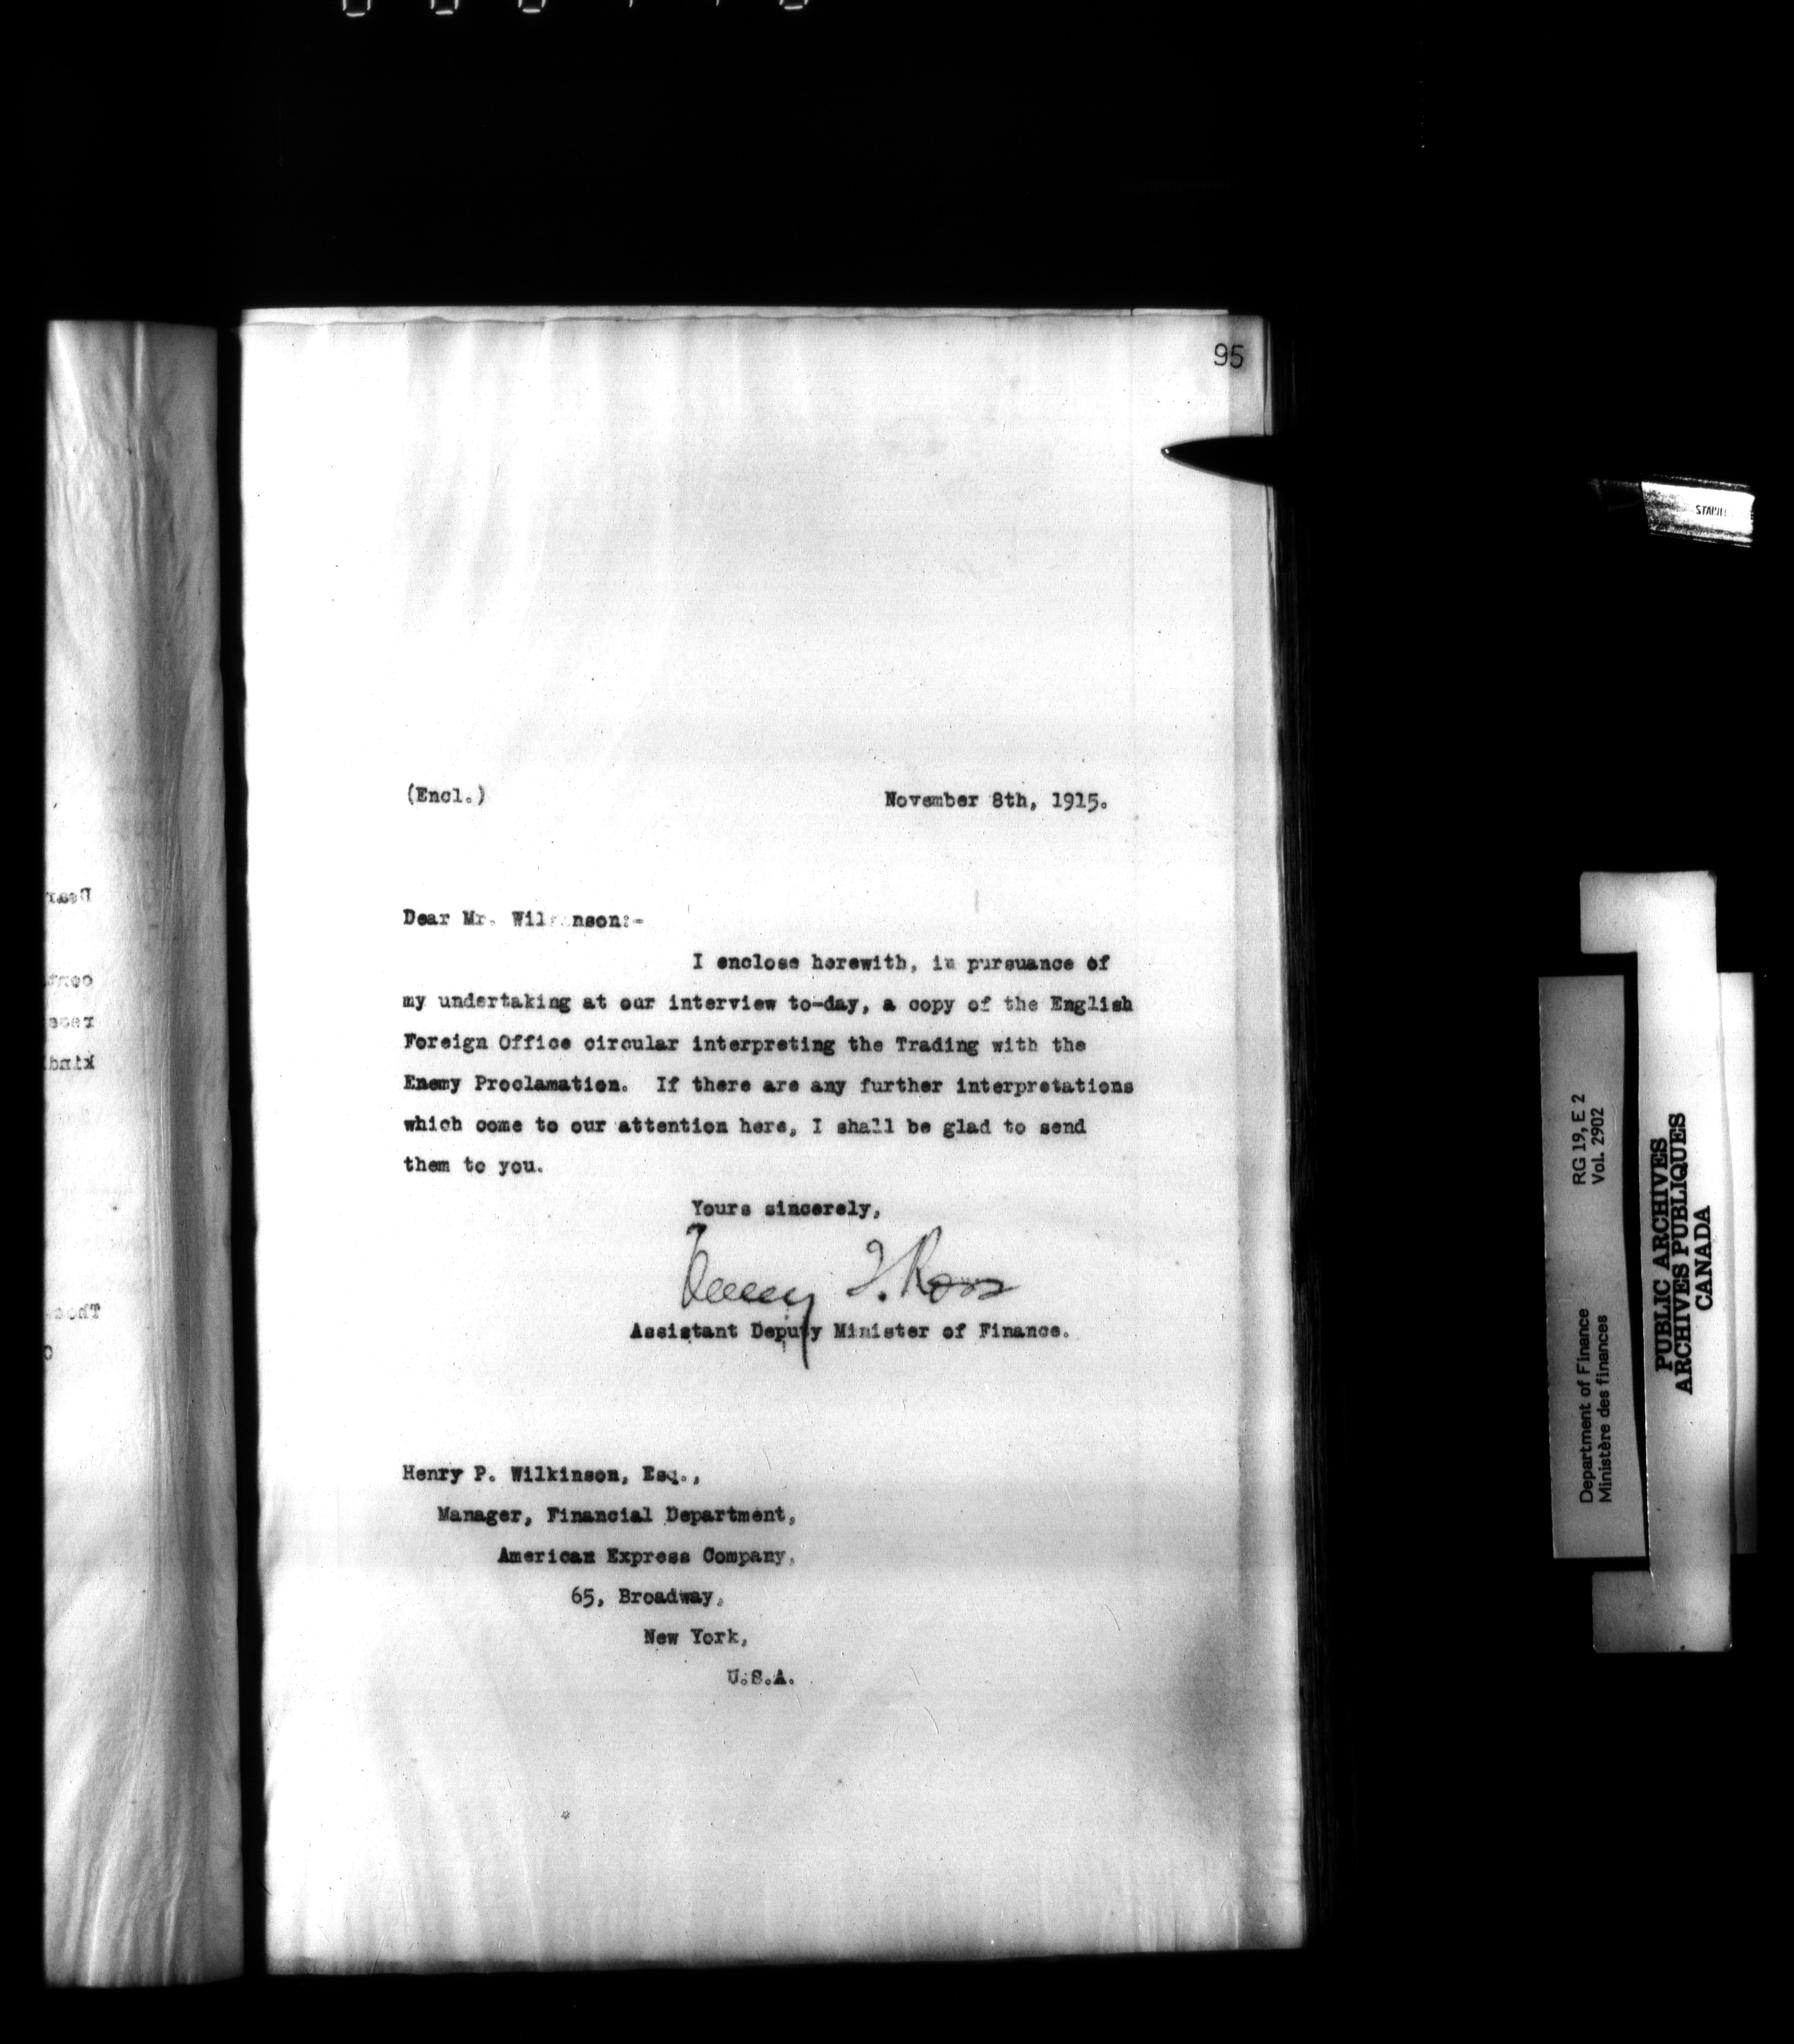 95
(Encl.)
November 8th, 1915.
Dear Mr. Wilkinson:-
I enclose herewith, in pursuance of
my undertaking at our interview to-day, a copy of the English
Foreign Office circular interpreting the Trading with the
Enemy Proclamation. If there are any further interpretations
which come to our attention here, I shall be glad to send
them to you.
Yours sincerely,
Assistant Deputy Minister of Finance.
Henry P. Wilkinson, Esq.,
Manager, Financial Department,
American Express Company,
65, Broadway,
New York,
U.S.A.
Department of Finance
Ministère des finances
RG 19, E 2
Vol. 2902
PUBLIC ARCHIVES
ARCHIVES PUBLIQUES
CANADA